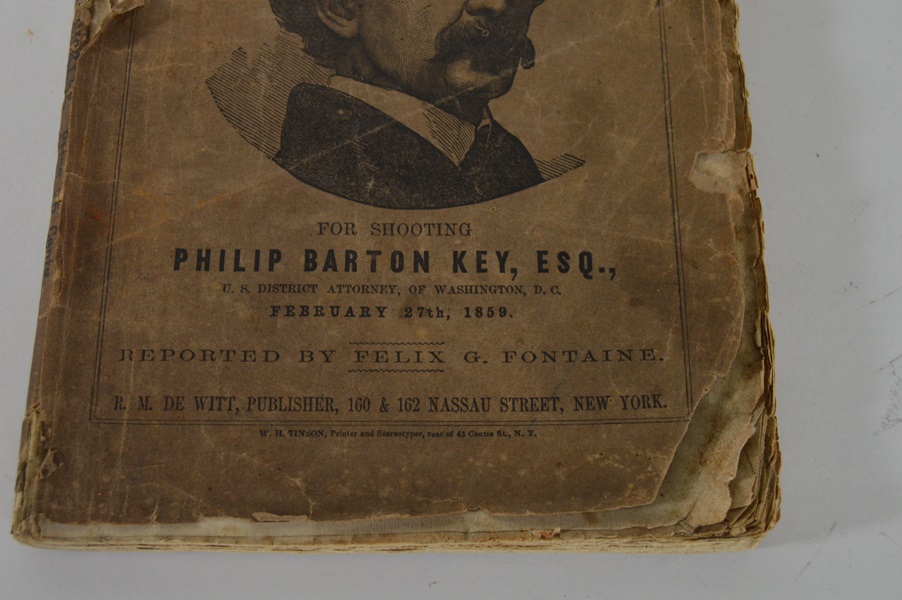 FOR SHOOTING
PHILIP BARTON KEY, ESQ.,
U. S. DISTRICT ATTORNEY, OF WASHINGTON, D. C.
FEBRUARY 27th, 1859.
REPORTED BY FELIX G. FONTAINE.
R. M. DE WITT, PUBLISHER, 160 & 162 NASSAU STREET, NEW YORK.
W. H. TINSON, Printer and Stereotyper, rear of 43 Centre St., N. Y.